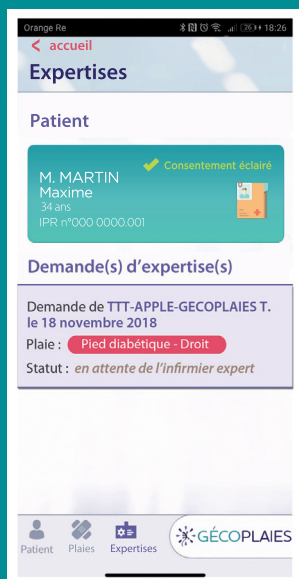 Orange Re 26 18:26
< accueil
Expertises
Patient
Consentement éclairé
M. MARTIN
Maxime
34 ans
IPR n°000 0000.001
Demande(s) d'expertise(s)
Demande de TTT-APPLE-GECOPLAIES T.
le 18 novembre 2018
Plaie : Pied diabétique - Droit
Statut : en attente de l'infirmier expert
Patient Plaies Expertises GÉCOPLAIES